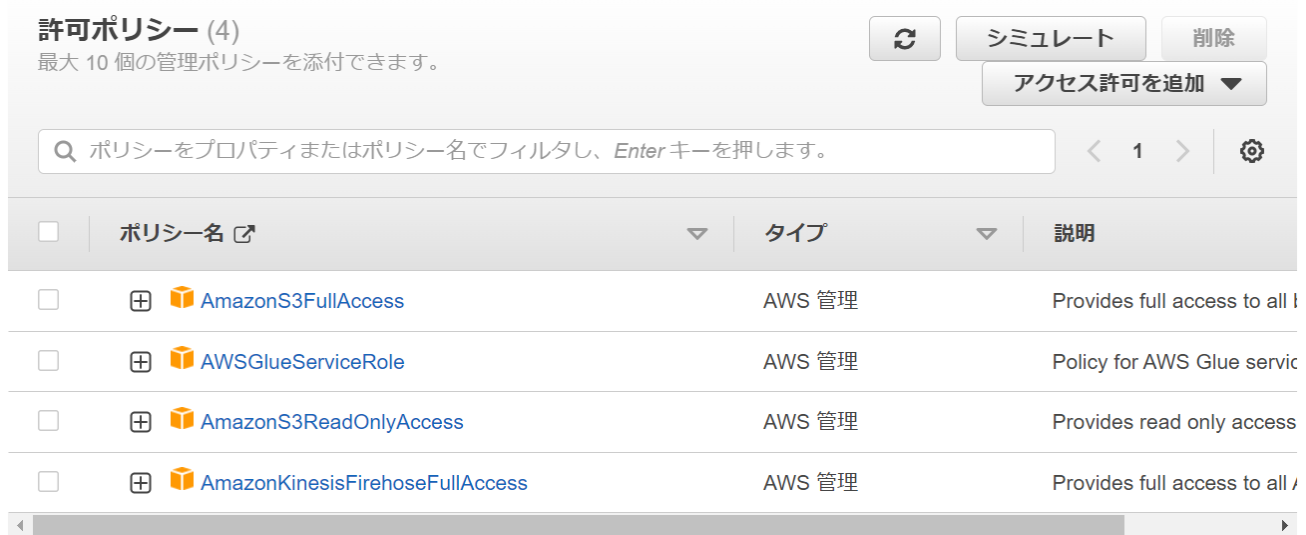 許可ポリシー (4)
最大 10 個の管理ポリシーを添付できます。
シミュレート
削除
アクセス許可を追加
ポリシーをプロパティまたはポリシー名でフィルタし、Enter キーを押します。
1
ポリシー名 タイプ 説明
AmazonS3FullAccess AWS 管理 Provides full access to all
AWSGlueServiceRole AWS 管理 Policy for AWS Glue servic
AmazonS3ReadOnlyAccess AWS 管理 Provides read only access
AmazonKinesisFirehoseFullAccess AWS 管理 Provides full access to all